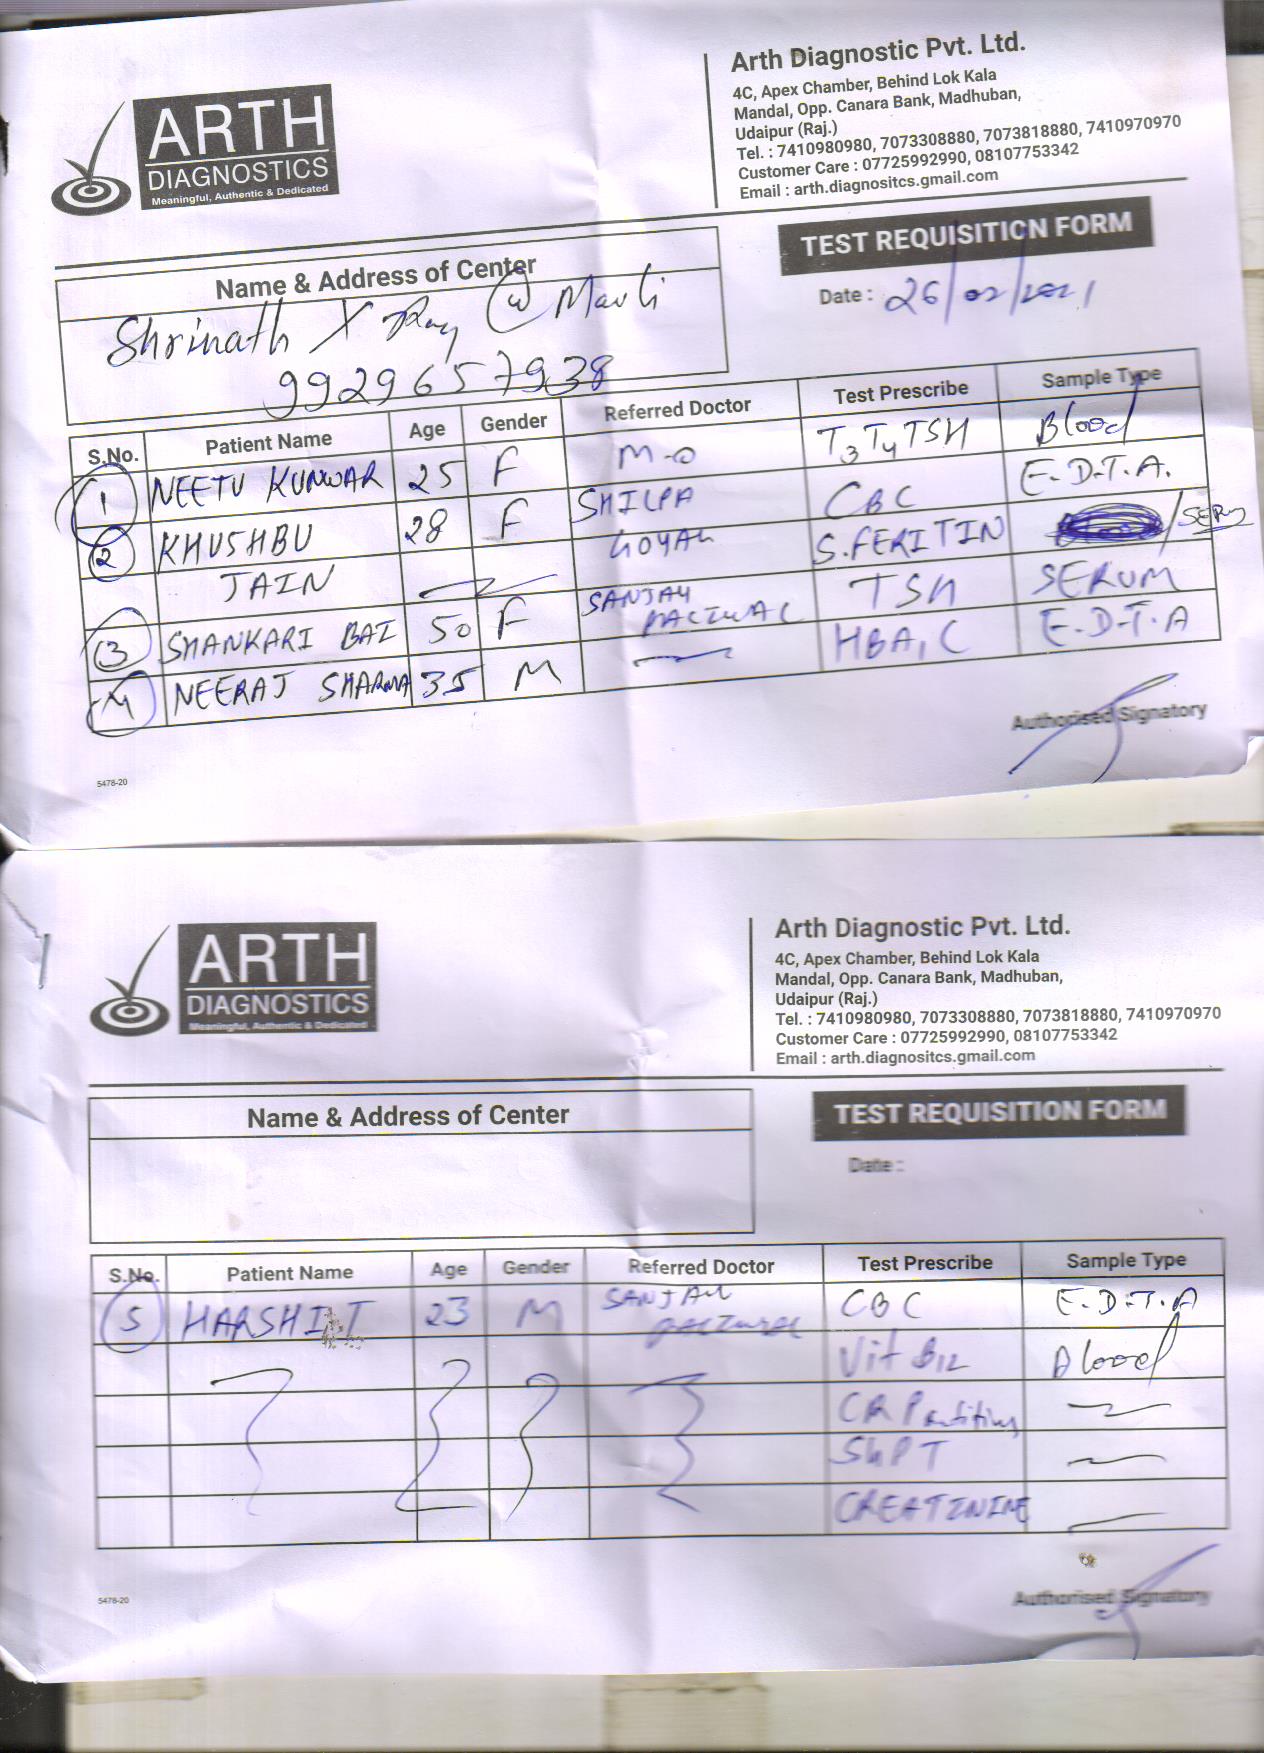 ARTH
DIAGNOSTICS
Meaningful, Authentic & Dedicated
Arth Diagnostic Pvt. Ltd.
4C, Apex Chamber, Behind Lok Kala
Mandal, Opp. Canara Bank, Madhuban,
Udaipur (Raj.)
Tel. : 7410980980, 7073308880, 7073818880, 7410970970
Customer Care : 07725992990, 08107753342
Email : arth.diagnositcs.gmail.com
TEST REQUISITION FORM
Date : 26/02/2021
Name & Address of Center
Shrinath X Ray @ Mavli
9929657938
S.No. Patient Name Age Gender Referred Doctor Test Prescribe Sample Type
1 NEETU KUNWAR 25 F M-O T3 T4 TSH Blood
2 KHUSHBU 28 F SHILPA CBC E.D.T.A.
JAIN GOYAL S.FERITIN / SERUM
3 SHANKARI BAI 50 F SANJAY TSH SERUM
4 NEERAJ SHARMA 35 M HBA1C E.D.T.A
Authorised Signatory
5478-20
ARTH
DIAGNOSTICS
Meaningful, Authentic & Dedicated
Arth Diagnostic Pvt. Ltd.
4C, Apex Chamber, Behind Lok Kala
Mandal, Opp. Canara Bank, Madhuban,
Udaipur (Raj.)
Tel. : 7410980980, 7073308880, 7073818880, 7410970970
Customer Care : 07725992990, 08107753342
Email : arth.diagnositcs.gmail.com
Name & Address of Center
TEST REQUISITION FORM
Date :
S.No. Patient Name Age Gender Referred Doctor Test Prescribe Sample Type
5 HARSHIT 23 M SANJAY CBC E.D.T.A
Vit B12 Blood
CRP
SGPT
CREATININE
Authorised Signatory
5478-20